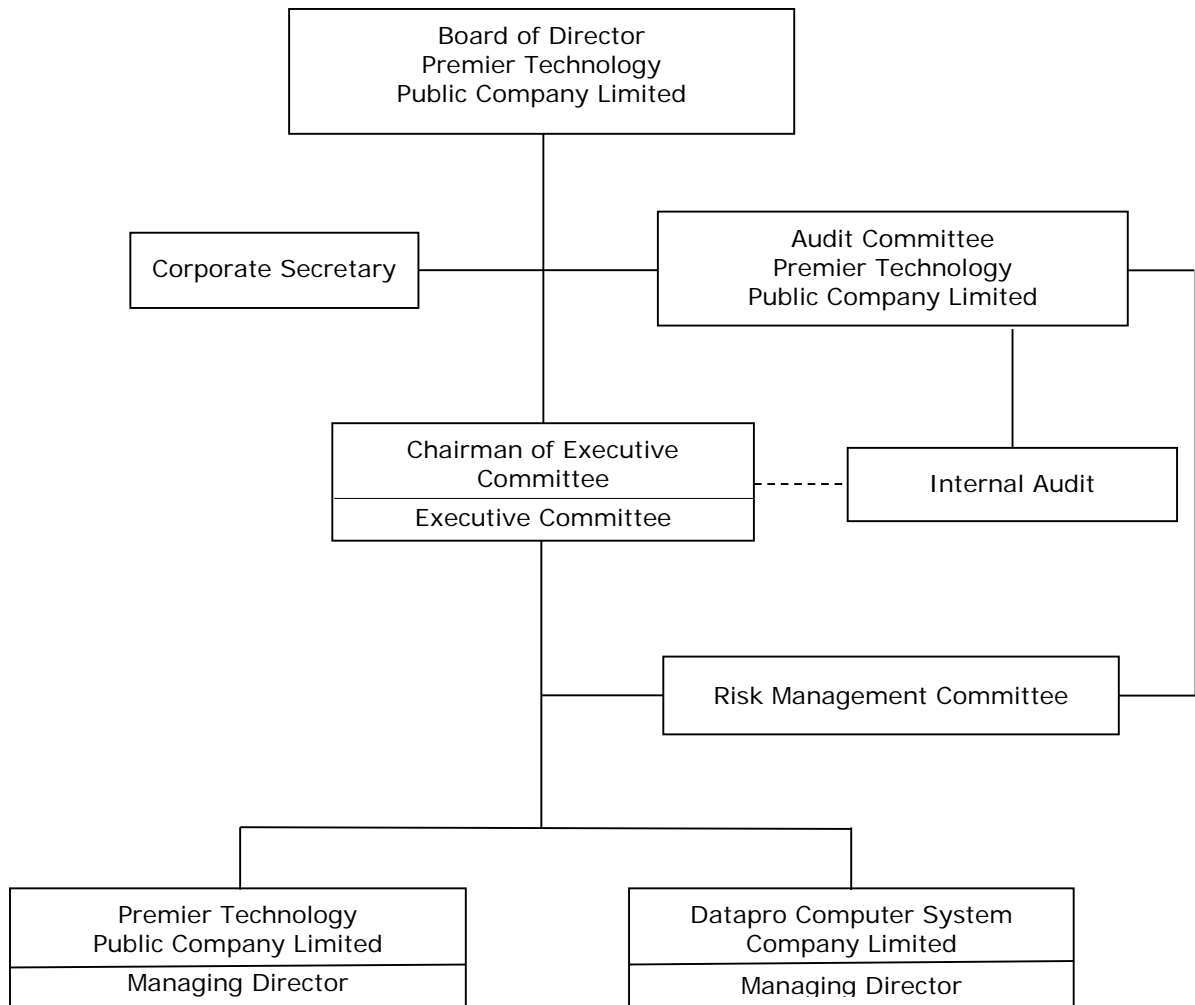 Board of Director
Premier Technology
Public Company Limited
Corporate Secretary
Audit Committee
Premier Technology
Public Company Limited
Chairman of Executive
Committee
Executive Committee
Internal Audit
Risk Management Committee
Premier Technology
Public Company Limited
Managing Director
Datapro Computer System
Company Limited
Managing Director